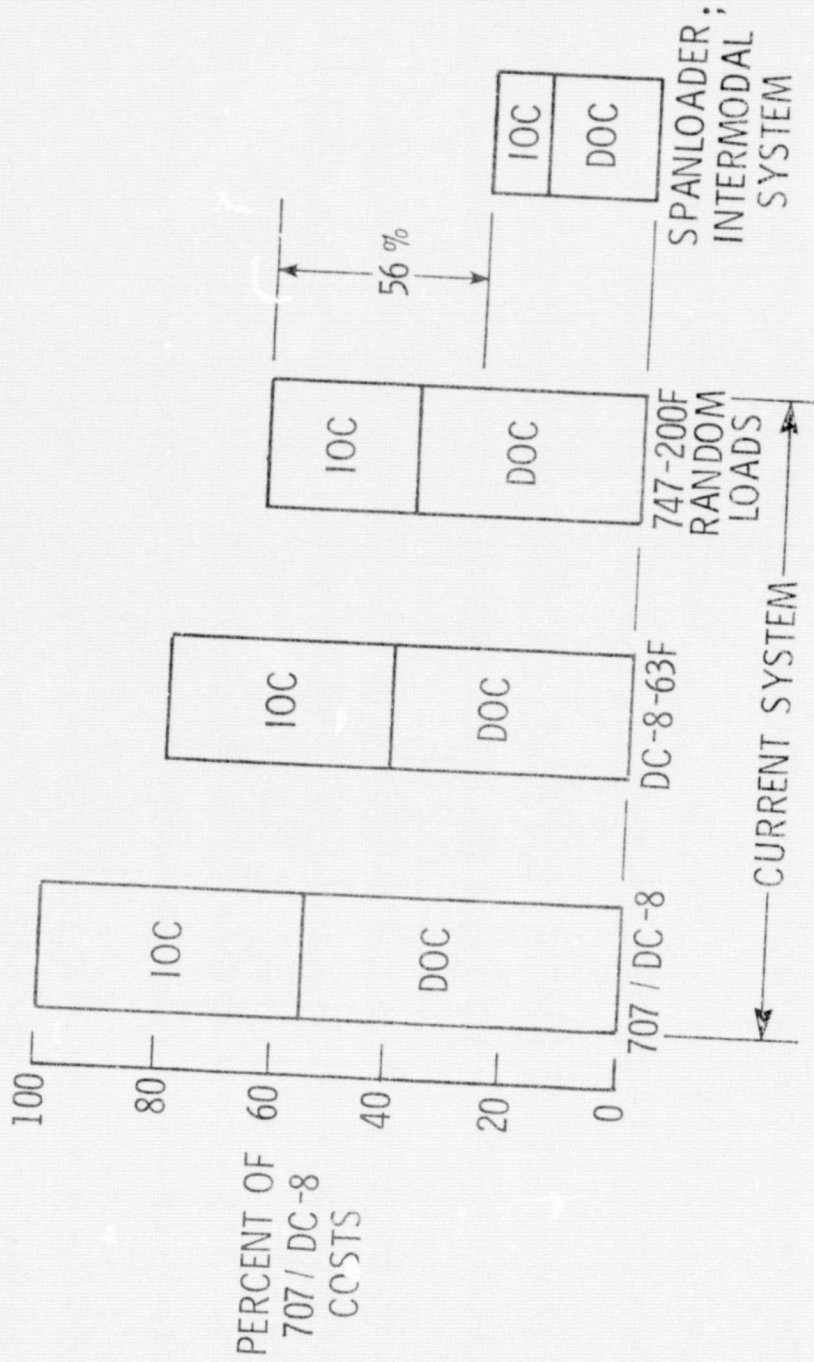 PERCENT OF
707 / DC-8
COSTS
100
80
60
40
20
0
IOC
DOC
707 / DC-8
IOC
DOC
DC-8-63F
IOC
DOC
747-200F
RANDOM
LOADS
56 %
IOC
DOC
SPANLOADER;
INTERMODAL
SYSTEM
CURRENT SYSTEM